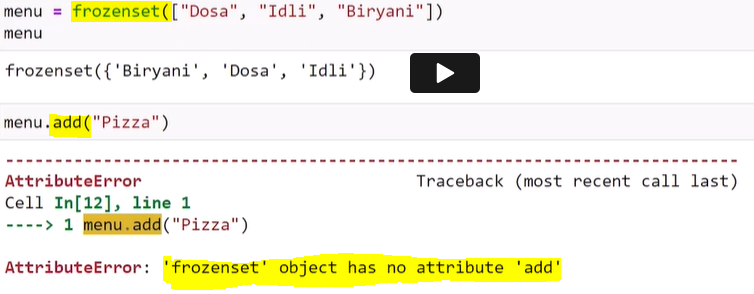 menu = frozenset(["Dosa", "Idli", "Biryani"])
menu
frozenset({'Biryani', 'Dosa', 'Idli'})
menu.add("Pizza")
---------------------------------------------------------------------------
AttributeError                            Traceback (most recent call last)
Cell In[12], line 1
----> 1 menu.add("Pizza")
AttributeError: 'frozenset' object has no attribute 'add'